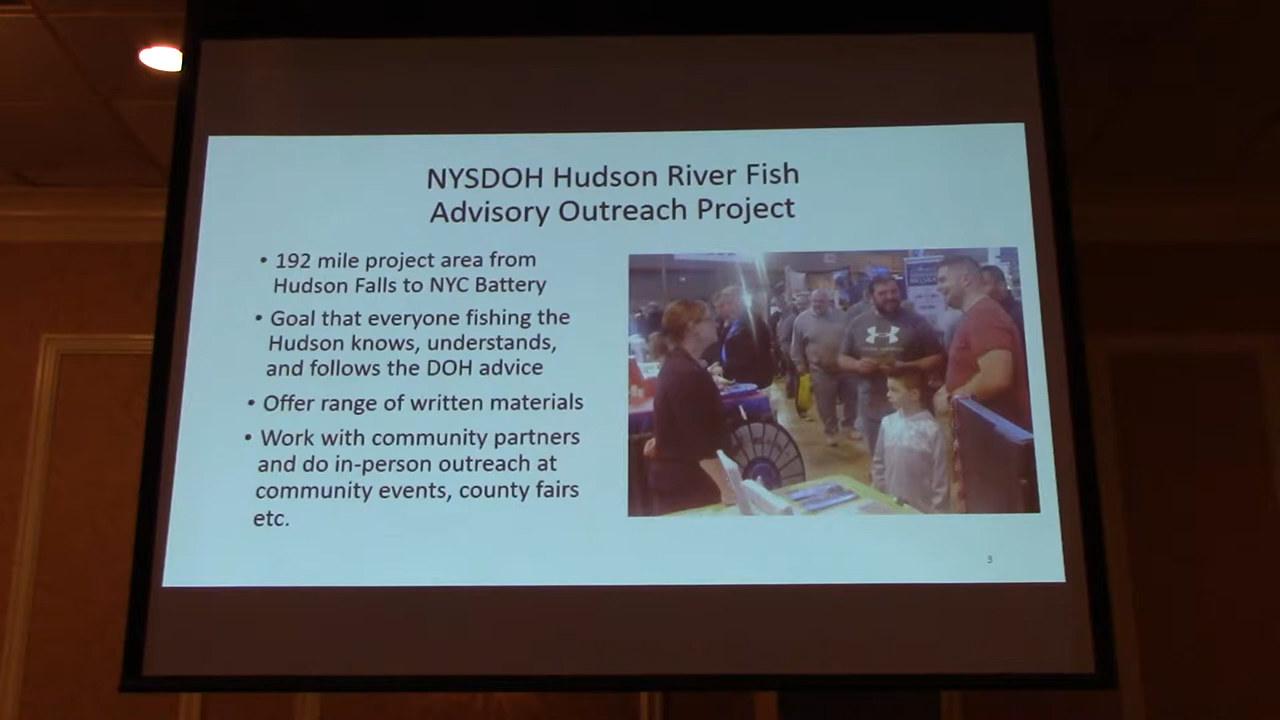 NYSDOH Hudson River Fish
Advisory Outreach Project
• 192 mile project area from
Hudson Falls to NYC Battery
• Goal that everyone fishing the
Hudson knows, understands,
and follows the DOH advice
• Offer range of written materials
• Work with community partners
and do in-person outreach at
community events, county fairs
etc.
3